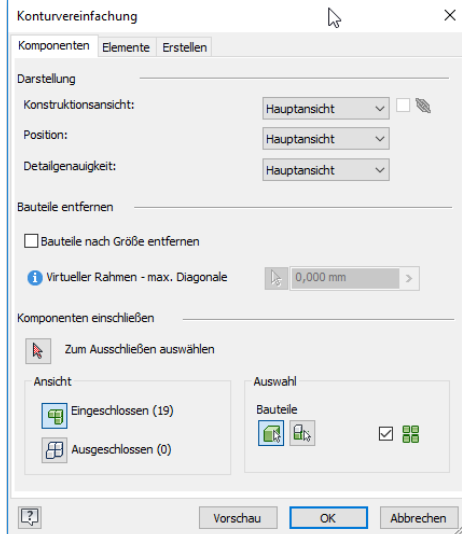 Konturvereinfachung
Komponenten Elemente Erstellen
Darstellung
Konstruktionsansicht: Hauptansicht
Position: Hauptansicht
Detailgenauigkeit: Hauptansicht
Bauteile entfernen
Bauteile nach Größe entfernen
Virtueller Rahmen - max. Diagonale 0,000 mm >
Komponenten einschließen
Zum Ausschließen auswählen
Ansicht
Eingeschlossen (19)
Ausgeschlossen (0)
Auswahl
Bauteile
? Vorschau OK Abbrechen